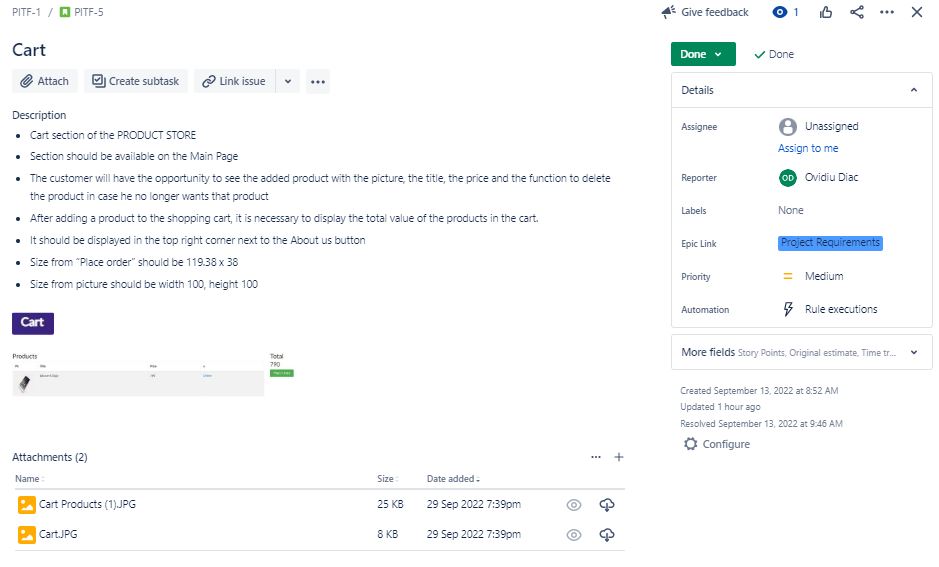 PITF-1 / PITF-5
Give feedback
1
Cart
Attach
Create subtask
Link issue
Description
Cart section of the PRODUCT STORE
Section should be available on the Main Page
The customer will have the opportunity to see the added product with the picture, the title, the price and the function to delete
the product in case he no longer wants that product
After adding a product to the shopping cart, it is necessary to display the total value of the products in the cart.
It should be displayed in the top right corner next to the About us button
Size from “Place order” should be 119.38 x 38
Size from picture should be width 100, height 100
Cart
Products
Total
Pic Title Price x
790
Attachments (2)
Name Size Date added
Cart Products (1).JPG 25 KB 29 Sep 2022 7:39pm
Cart.JPG 8 KB 29 Sep 2022 7:39pm
Done
Done
Details
Assignee Unassigned
Assign to me
Reporter OD Ovidiu Diac
Labels None
Epic Link Project Requirements
Priority Medium
Automation Rule executions
More fields Story Points, Original estimate, Time tr...
Created September 13, 2022 at 8:52 AM
Updated 1 hour ago
Resolved September 13, 2022 at 9:46 AM
Configure